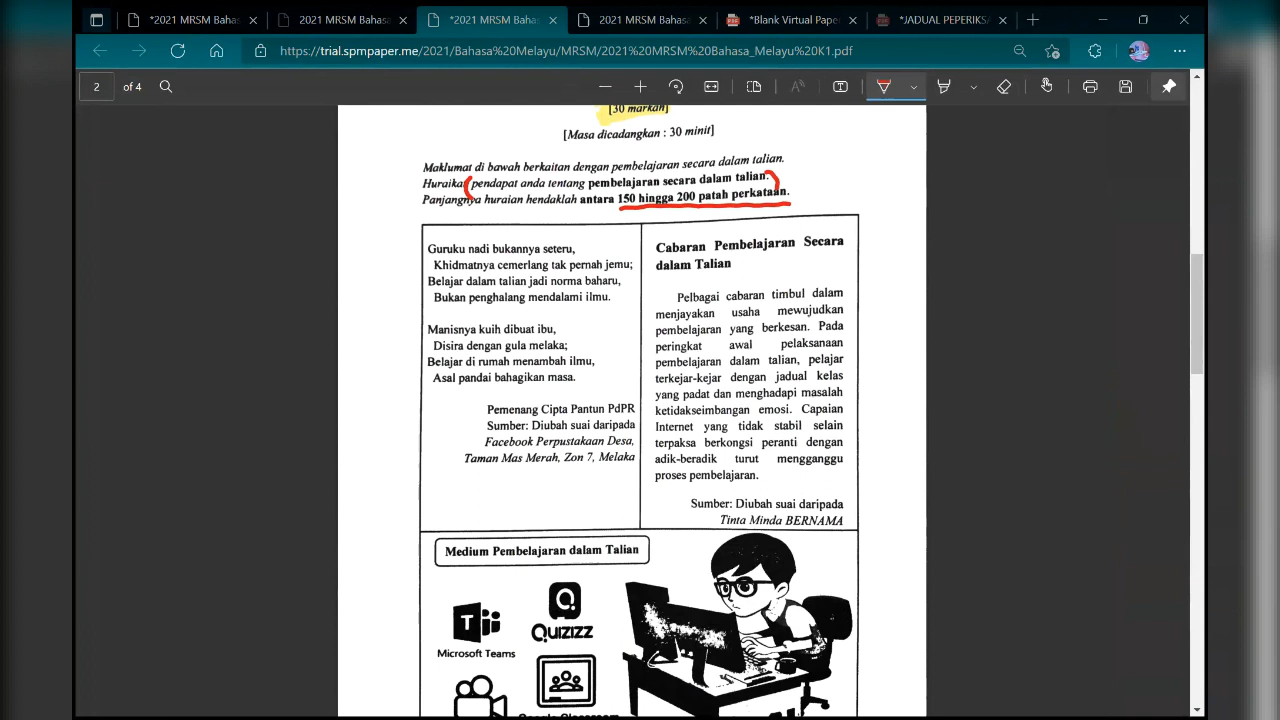 *2021 MRSM Bahasa
2021 MRSM Bahasa
*2021 MRSM Bahas
2021 MRSM Bahasa
*Blank Virtual Pape
*JADUAL PEPERIKSA
https://trial.spmpaper.me/2021/Bahasa%20Melayu/MRSM/2021%20MRSM%20Bahasa_Melayu%20K1.pdf
2 of 4
[30 markah]
[Masa dicadangkan : 30 minit]
Maklumat di bawah berkaitan dengan pembelajaran secara dalam talian.
Huraikan pendapat anda tentang pembelajaran secara dalam talian.
Panjangnya huraian hendaklah antara 150 hingga 200 patah perkataan.
Guruku nadi bukannya seteru,
Khidmatnya cemerlang tak pernah jemu;
Belajar dalam talian jadi norma baharu,
Bukan penghalang mendalami ilmu.
Manisnya kuih dibuat ibu,
Disira dengan gula melaka;
Belajar di rumah menambah ilmu,
Asal pandai bahagikan masa.
Pemenang Cipta Pantun PdPR
Sumber: Diubah suai daripada
Facebook Perpustakaan Desa,
Taman Mas Merah, Zon 7, Melaka
Cabaran Pembelajaran Secara
dalam Talian
Pelbagai cabaran timbul dalam
menjayakan usaha mewujudkan
pembelajaran yang berkesan. Pada
peringkat awal pelaksanaan
pembelajaran dalam talian, pelajar
terkejar-kejar dengan jadual kelas
yang padat dan menghadapi masalah
ketidakseimbangan emosi. Capaian
Internet yang tidak stabil selain
terpaksa berkongsi peranti dengan
adik-beradik turut mengganggu
proses pembelajaran.
Sumber: Diubah suai daripada
Tinta Minda BERNAMA
Medium Pembelajaran dalam Talian
T
Q
QUIZIZZ
Microsoft Teams
Google Classroom